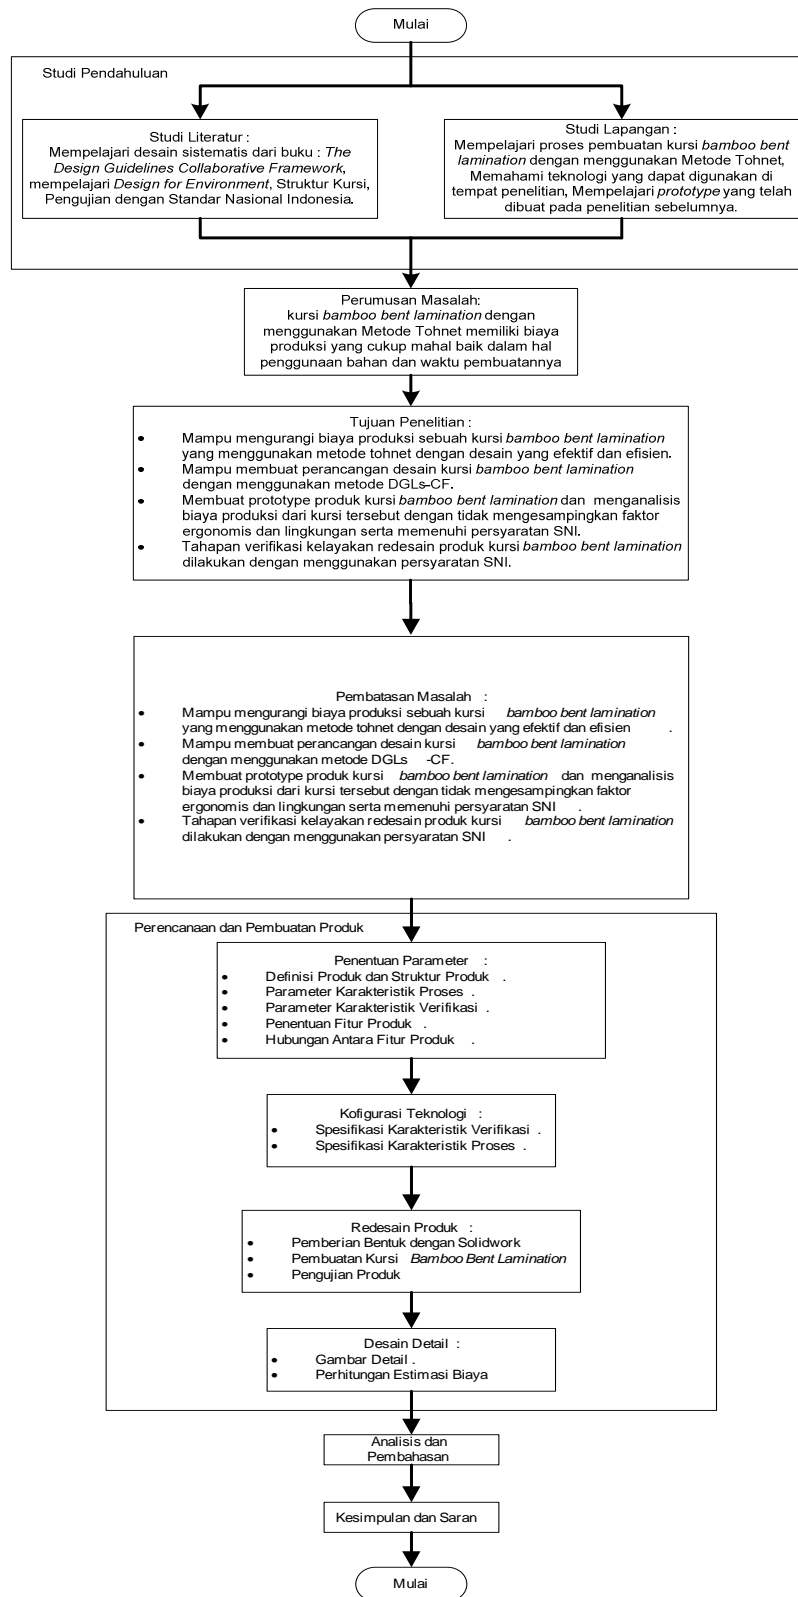 Mulai
Studi Pendahuluan
Studi Literatur :
Mempelajari desain sistematis dari buku : The
Design Guidelines Collaborative Framework,
mempelajari Design for Environment, Struktur Kursi,
Pengujian dengan Standar Nasional Indonesia.
Studi Lapangan :
Mempelajari proses pembuatan kursi bamboo bent
lamination dengan menggunakan Metode Tohnet,
Memahami teknologi yang dapat digunakan di
tempat penelitian, Mempelajari prototype yang telah
dibuat pada penelitian sebelumnya.
Perumusan Masalah:
kursi bamboo bent lamination dengan
menggunakan Metode Tohnet memiliki biaya
produksi yang cukup mahal baik dalam hal
penggunaan bahan dan waktu pembuatannya
Tujuan Penelitian :
• Mampu mengurangi biaya produksi sebuah kursi bamboo bent lamination
yang menggunakan metode tohnet dengan desain yang efektif dan efisien.
• Mampu membuat perancangan desain kursi bamboo bent lamination
dengan menggunakan metode DGLs-CF.
• Membuat prototype produk kursi bamboo bent lamination dan menganalisis
biaya produksi dari kursi tersebut dengan tidak mengesampingkan faktor
ergonomis dan lingkungan serta memenuhi persyaratan SNI.
• Tahapan verifikasi kelayakan redesain produk kursi bamboo bent lamination
dilakukan dengan menggunakan persyaratan SNI.
Pembatasan Masalah :
• Mampu mengurangi biaya produksi sebuah kursi bamboo bent lamination
yang menggunakan metode tohnet dengan desain yang efektif dan efisien .
• Mampu membuat perancangan desain kursi bamboo bent lamination
dengan menggunakan metode DGLs -CF.
• Membuat prototype produk kursi bamboo bent lamination dan menganalisis
biaya produksi dari kursi tersebut dengan tidak mengesampingkan faktor
ergonomis dan lingkungan serta memenuhi persyaratan SNI .
• Tahapan verifikasi kelayakan redesain produk kursi bamboo bent lamination
dilakukan dengan menggunakan persyaratan SNI .
Perencanaan dan Pembuatan Produk
Penentuan Parameter :
• Definisi Produk dan Struktur Produk .
• Parameter Karakteristik Proses .
• Parameter Karakteristik Verifikasi .
• Penentuan Fitur Produk .
• Hubungan Antara Fitur Produk .
Kofigurasi Teknologi :
• Spesifikasi Karakteristik Verifikasi .
• Spesifikasi Karakteristik Proses .
Redesain Produk :
• Pemberian Bentuk dengan Solidwork
• Pembuatan Kursi Bamboo Bent Lamination
• Pengujian Produk
Desain Detail :
• Gambar Detail .
• Perhitungan Estimasi Biaya
Analisis dan
Pembahasan
Kesimpulan dan Saran
Mulai